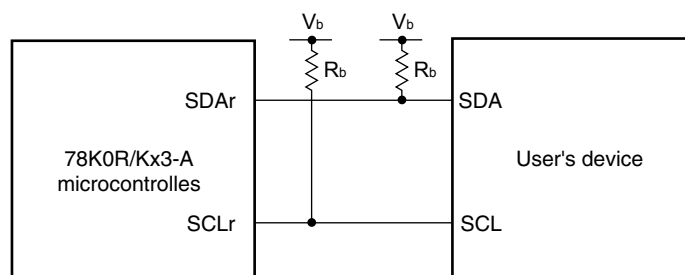 Vb Vb
Rb Rb
SDAr SDA
78K0R/Kx3-A
microcontrolles
User's device
SCLr SCL